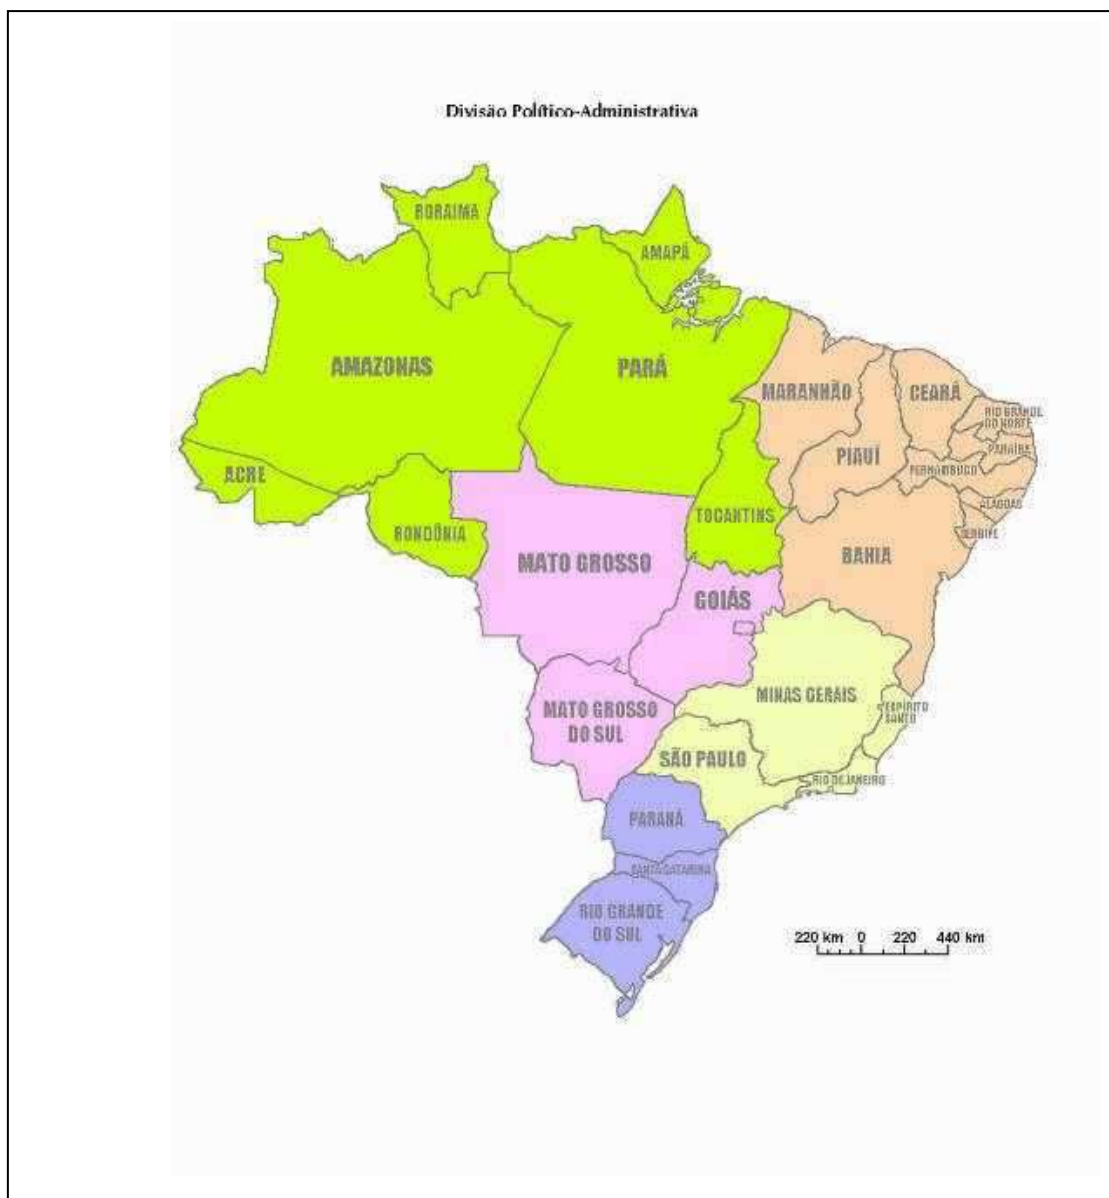 Divisão Político-Administrativa
RORAIMA
AMAPÁ
AMAZONAS
PARÁ
MARANHÃO
CEARÁ
RIO GRANDE
DO NORTE
PARAÍBA
PIAUÍ
PERNAMBUCO
ACRE
ALAGOAS
TOCANTINS
SERGIPE
RONDÔNIA
MATO GROSSO
BAHIA
GOIÁS
MINAS GERAIS
ESPÍRITO
SANTO
MATO GROSSO
DO SUL
SÃO PAULO
RIO DE JANEIRO
PARANÁ
SANTA CATARINA
RIO GRANDE
DO SUL
220 km 0 220 440 km